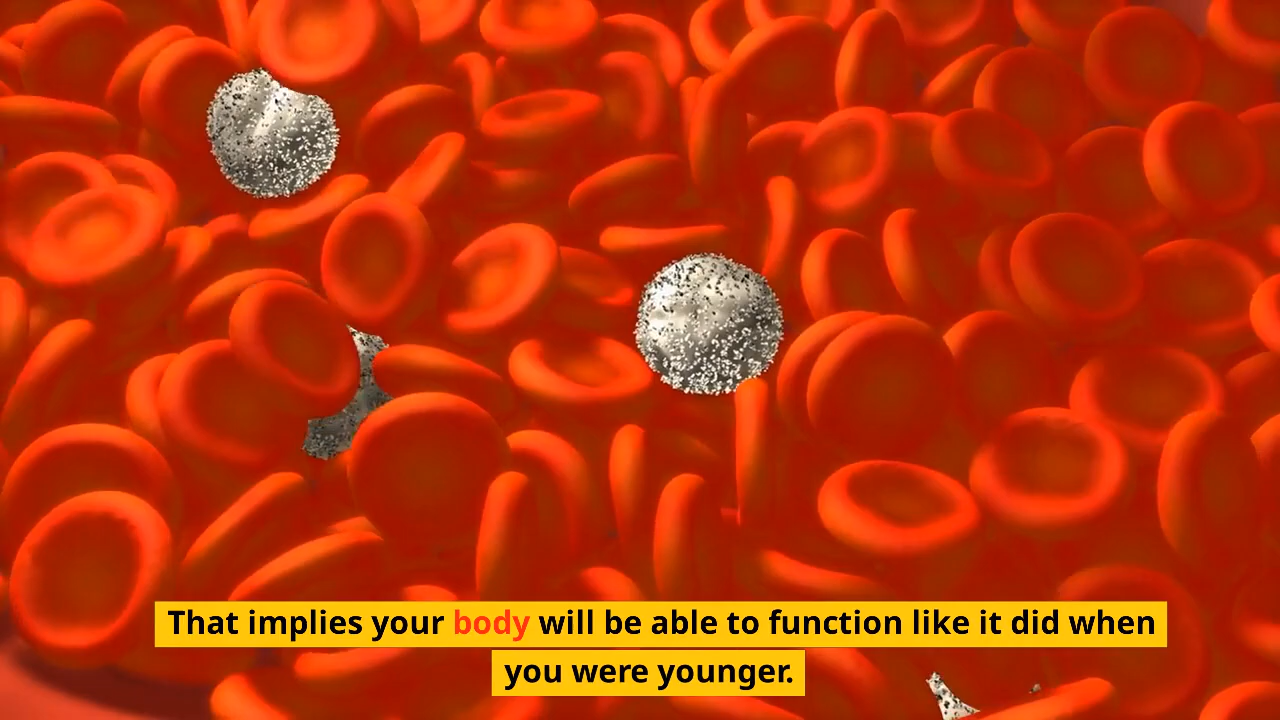 That implies your body will be able to function like it did when
you were younger.